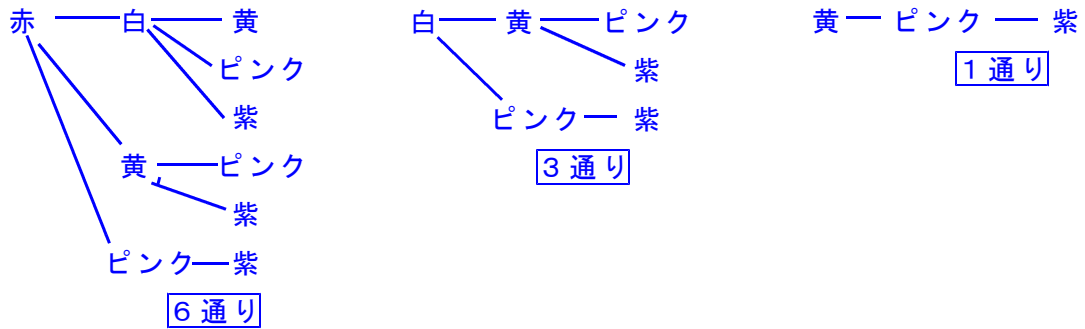 赤 白 黄
ピンク
紫
黄 ピンク
紫
ピンク 紫
6通り
白 黄 ピンク
紫
ピンク 紫
3通り
黄 ピンク 紫
1通り